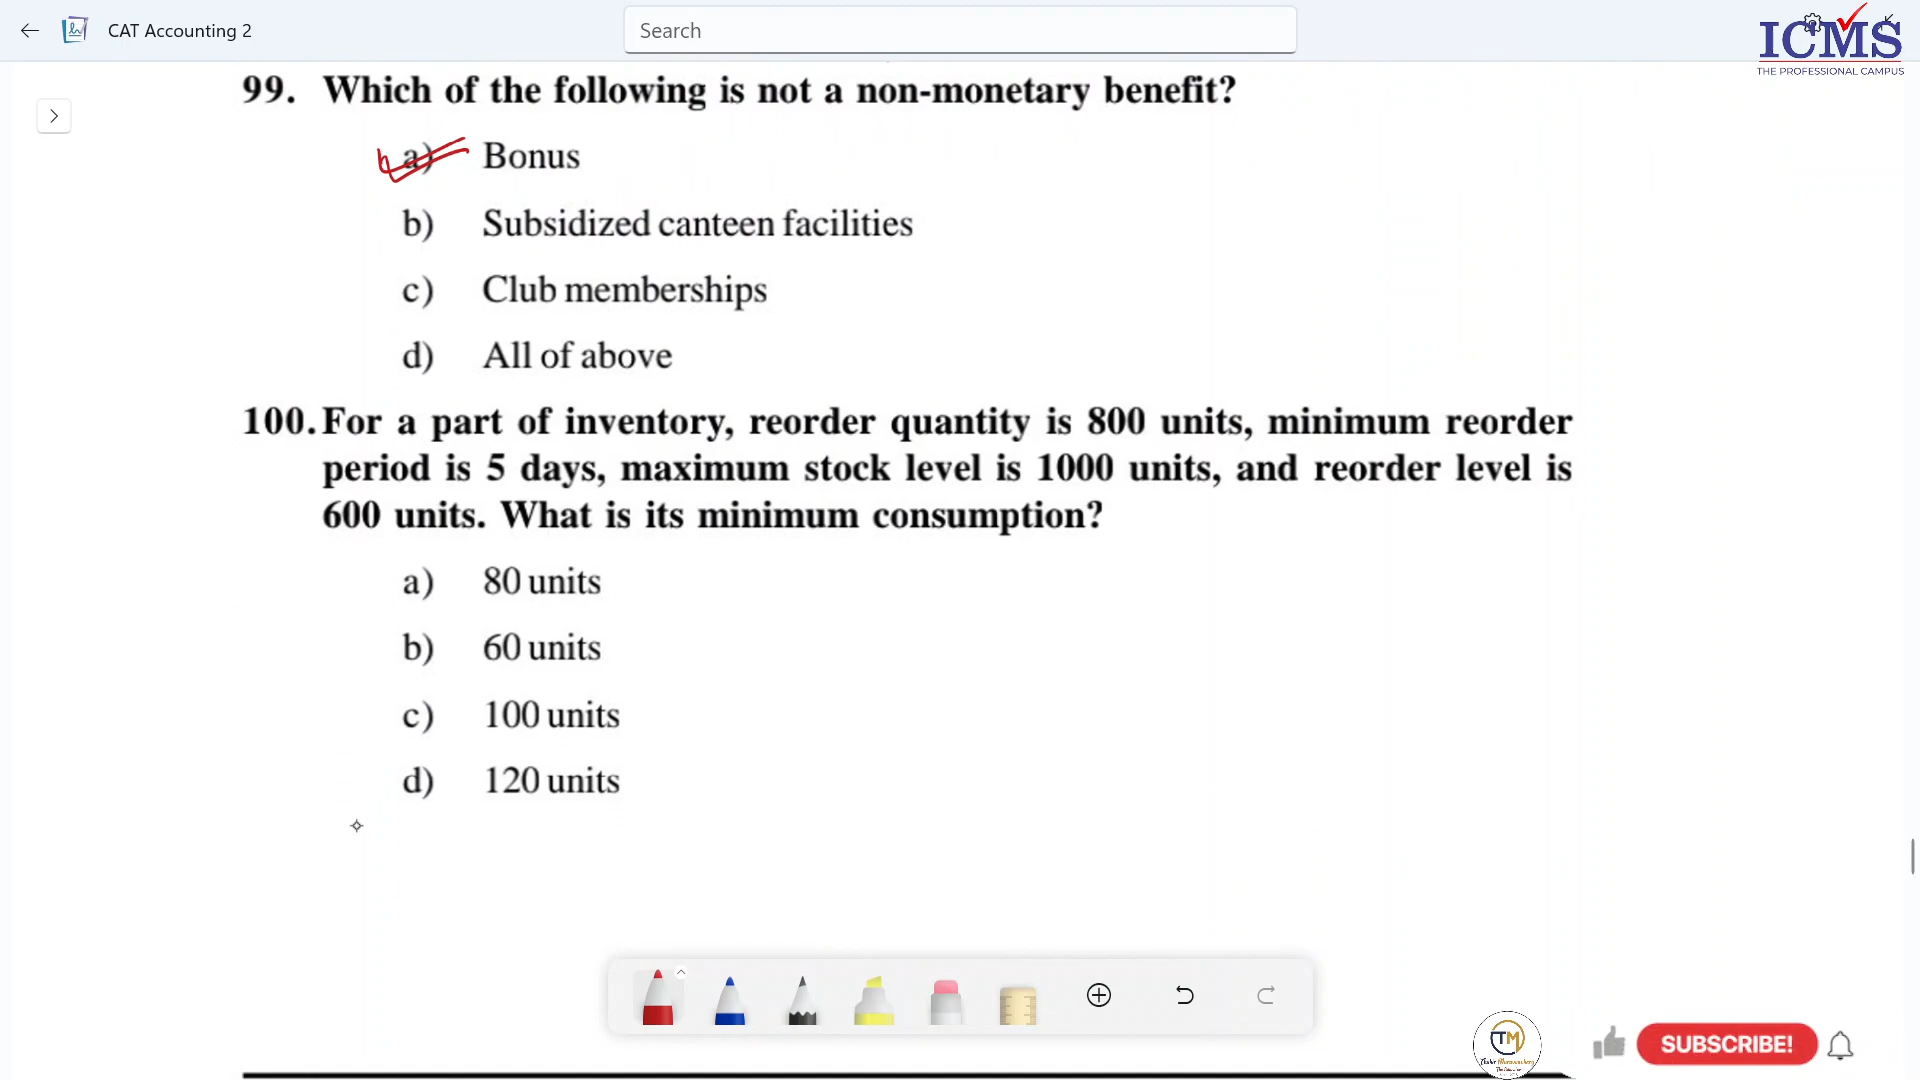 CAT Accounting 2
Search
ICMS
THE PROFESSIONAL CAMPUS
99. Which of the following is not a non-monetary benefit?
a) Bonus
b) Subsidized canteen facilities
c) Club memberships
d) All of above
100. For a part of inventory, reorder quantity is 800 units, minimum reorder
period is 5 days, maximum stock level is 1000 units, and reorder level is
600 units. What is its minimum consumption?
a) 80 units
b) 60 units
c) 100 units
d) 120 units
TM
SUBSCRIBE!